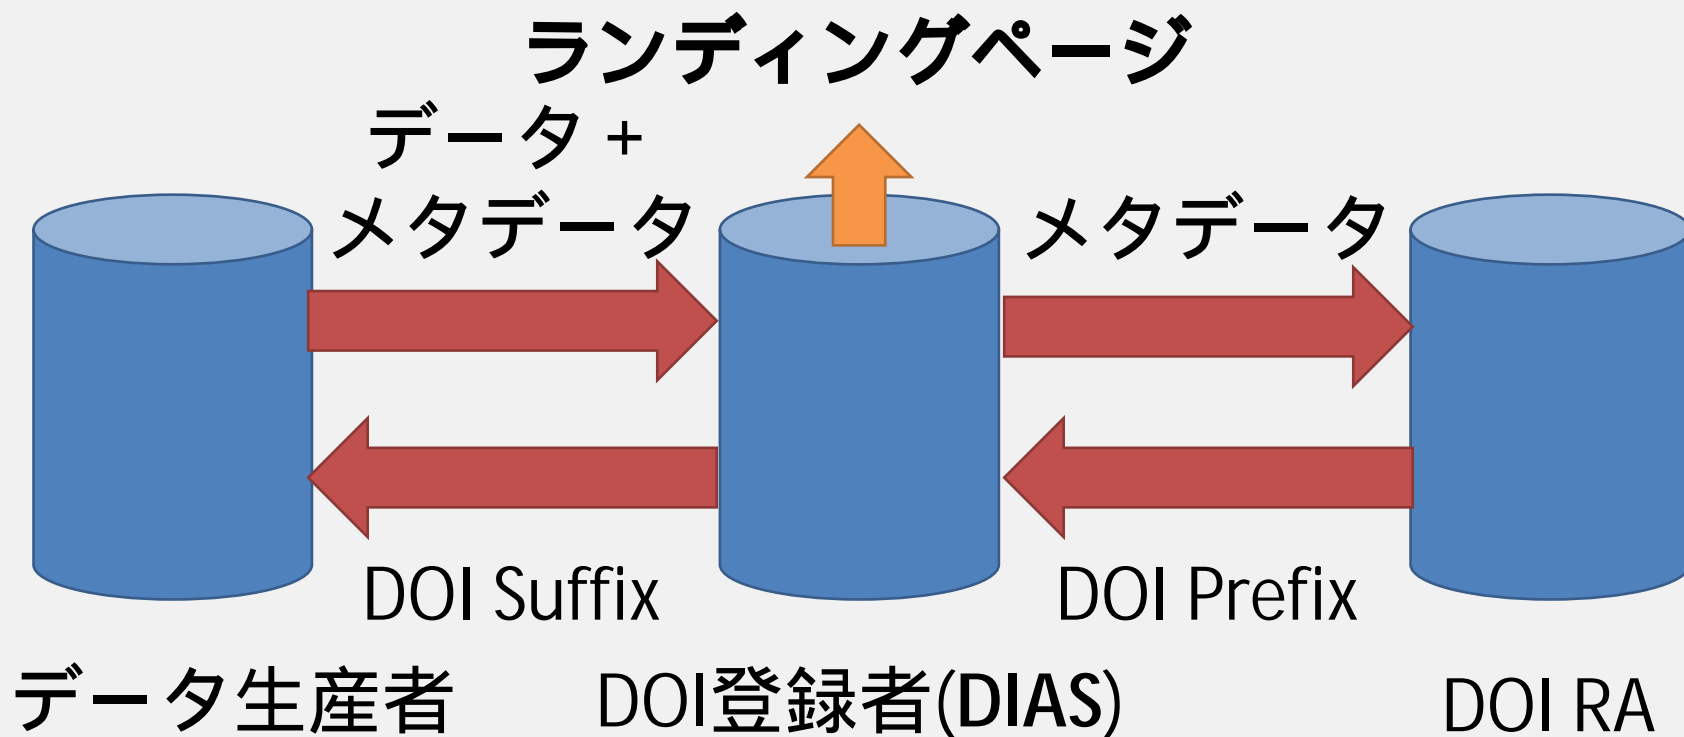 ランディングページ
データ +
メタデータ
メタデータ
DOI Suffix
DOI Prefix
データ生産者
DOI登録者(DIAS)
DOI RA